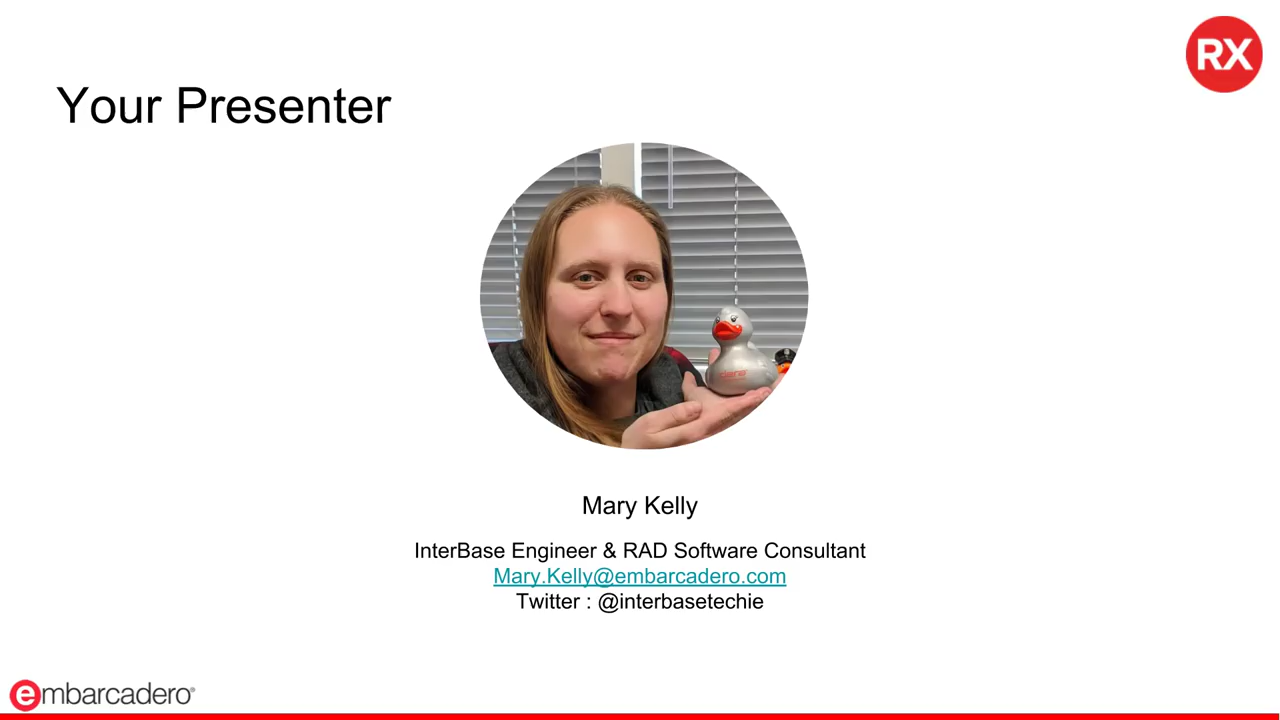 RX
Your Presenter
Mary Kelly
InterBase Engineer & RAD Software Consultant
Mary.Kelly@embarcadero.com
Twitter : @interbasetechie
embarcadero®